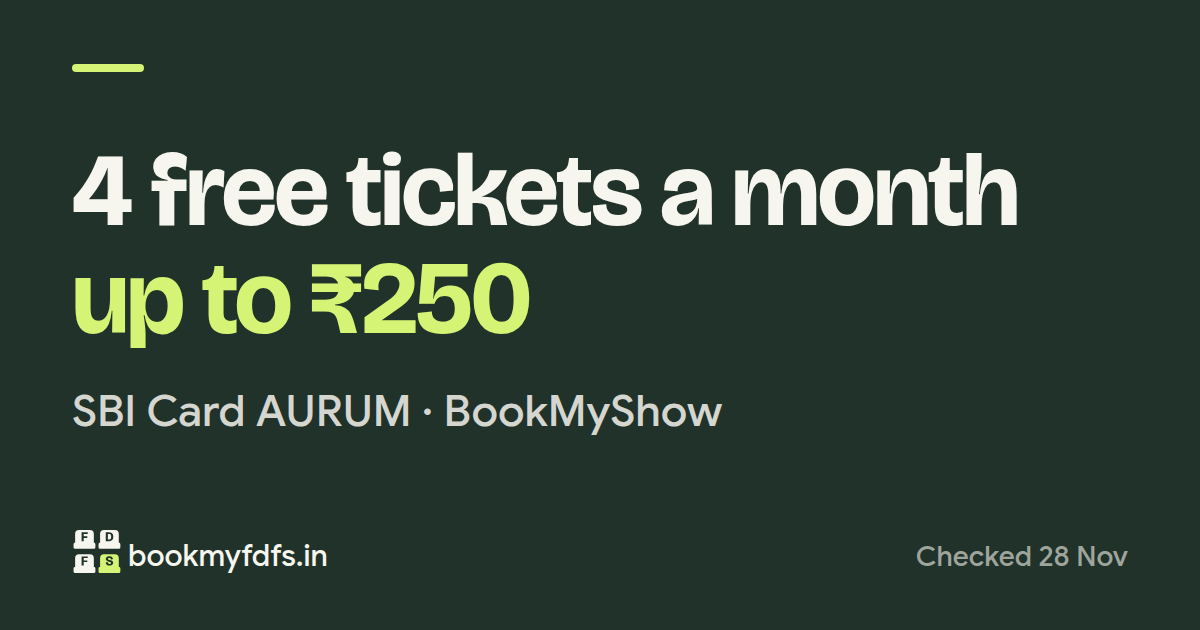 4 free tickets a month
up to ₹250
SBI Card AURUM · BookMyShow
F D
F S
bookmyfdfs.in
Checked 28 Nov